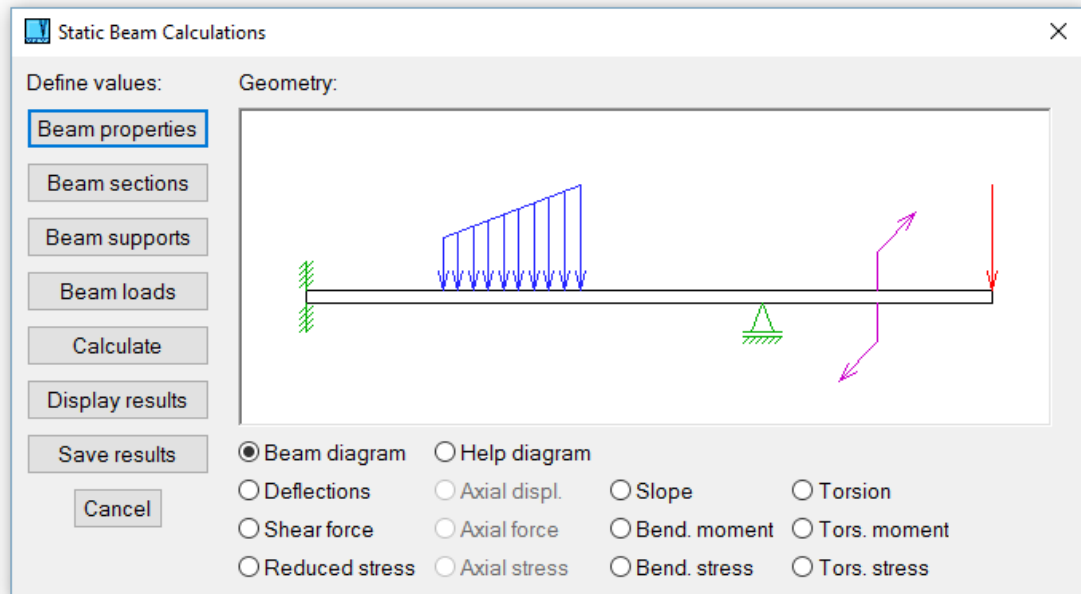 Static Beam Calculations
Define values:
Geometry:
Beam properties
Beam sections
Beam supports
Beam loads
Calculate
Display results
Save results
Cancel
Beam diagram Help diagram
Deflections Axial displ. Slope Torsion
Shear force Axial force Bend. moment Tors. moment
Reduced stress Axial stress Bend. stress Tors. stress